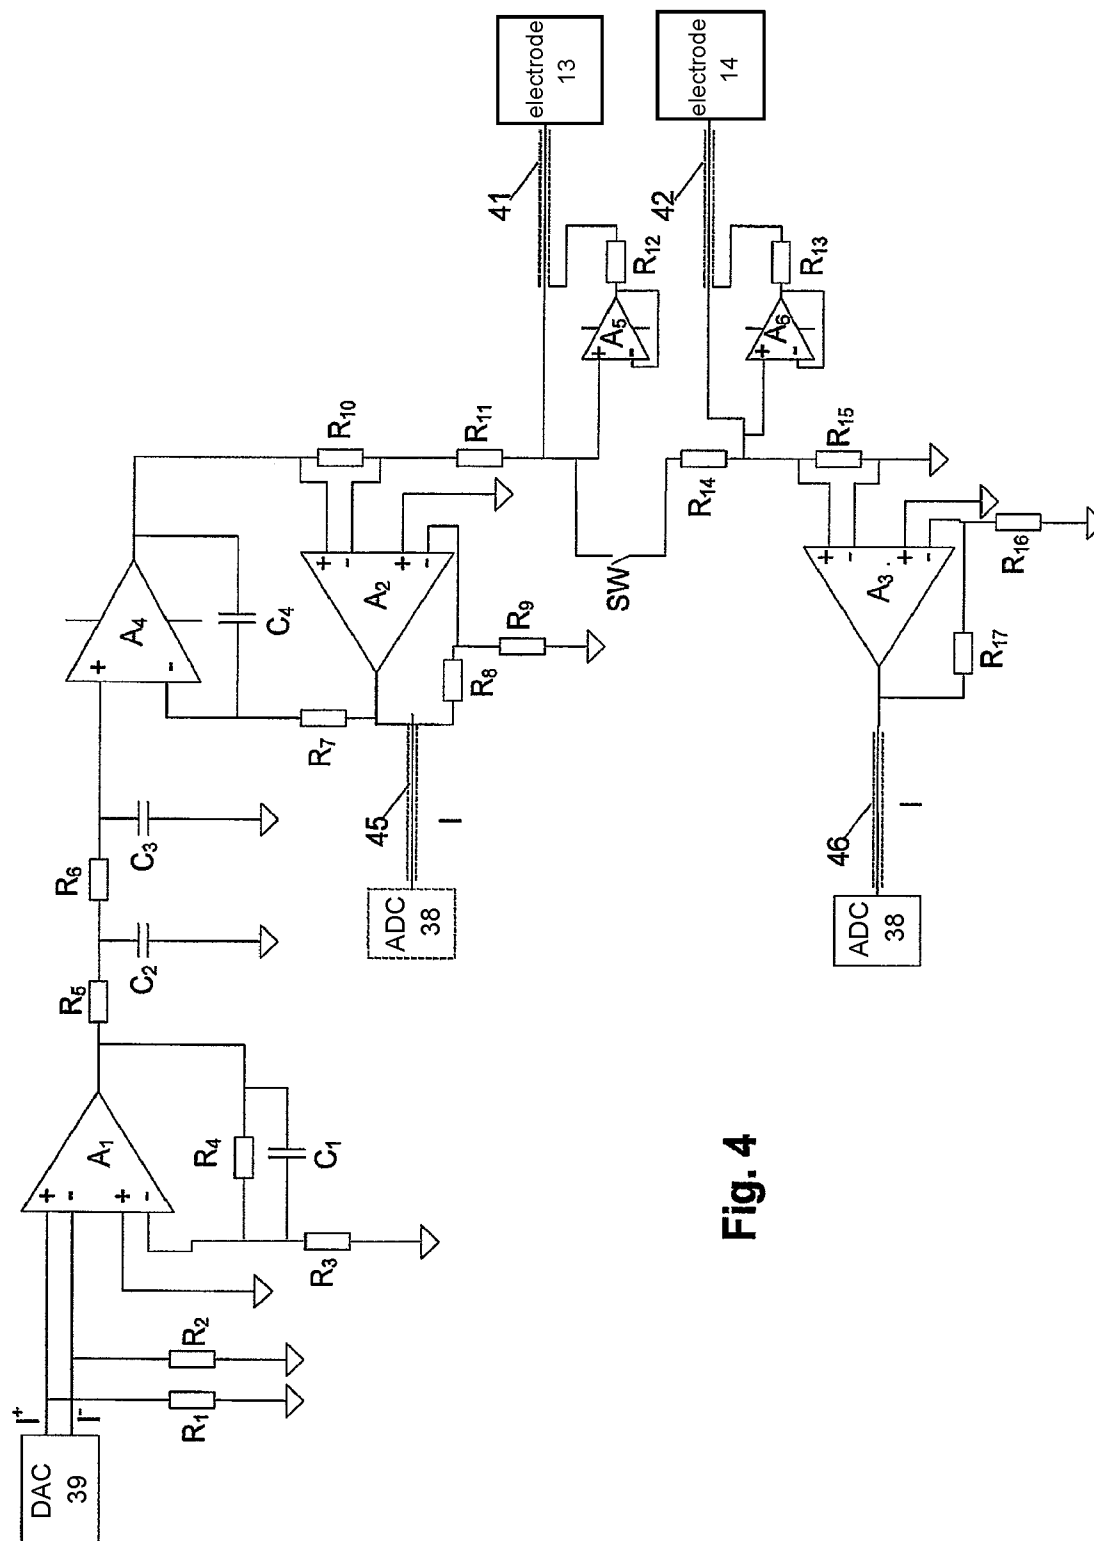 DAC
39
I+
I-
R1
R2
+
-
+
-
A1
R3
R4
C1
R5
C2
R6
C3
+
-
A4
C4
R7
+
-
+
-
A2
R8
R9
R10
R11
45
I
ADC
38
SW
41
electrode
13
+
-
A5
R12
42
electrode
14
+
-
A6
R13
R14
R15
+
-
+
-
A3
R16
R17
46
I
ADC
38
Fig. 4